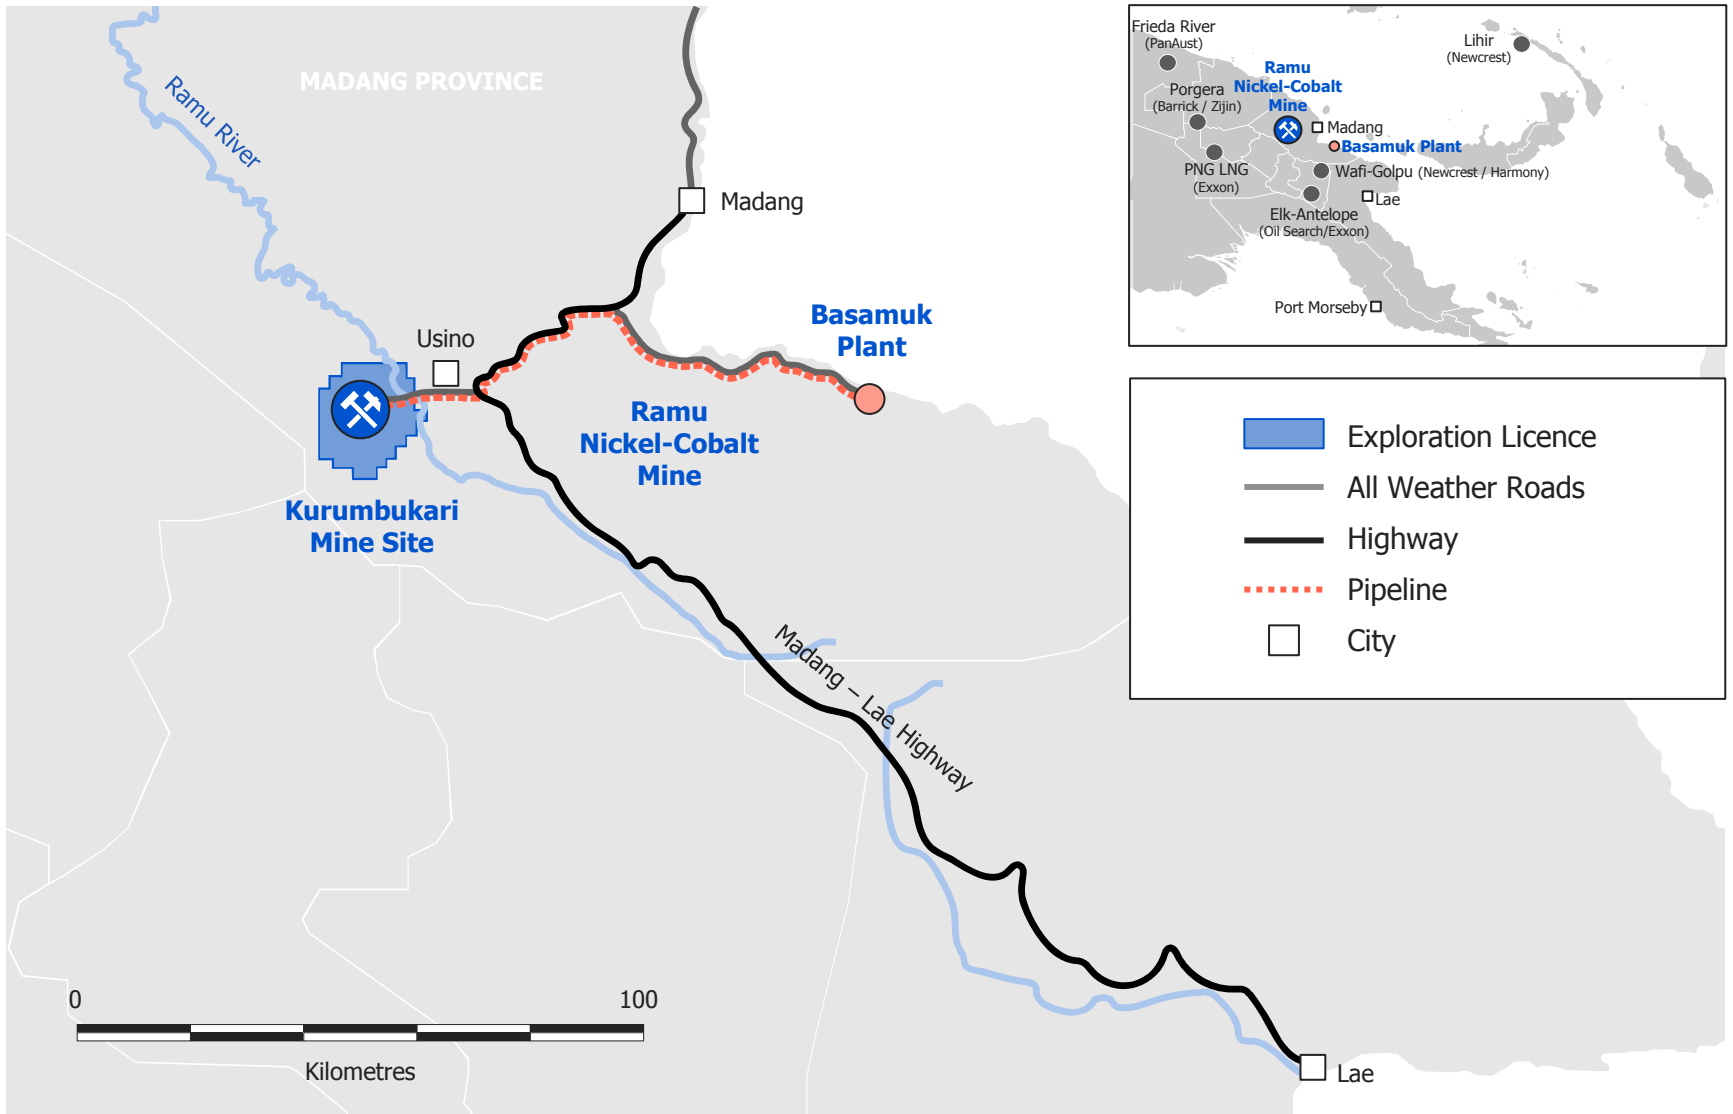 MADANG PROVINCE
Ramu River
Madang
Usino
Basamuk
Plant
Ramu
Nickel-Cobalt
Mine
Kurumbukari
Mine Site
Madang – Lae Highway
Lae
0 100
Kilometres
Frieda River
(PanAust)
Lihir
(Newcrest)
Ramu
Nickel-Cobalt
Mine
Porgera
(Barrick / Zijin)
Madang
Basamuk Plant
PNG LNG
(Exxon)
Wafi-Golpu (Newcrest / Harmony)
Lae
Elk-Antelope
(Oil Search/Exxon)
Port Morseby
Exploration Licence
All Weather Roads
Highway
Pipeline
City